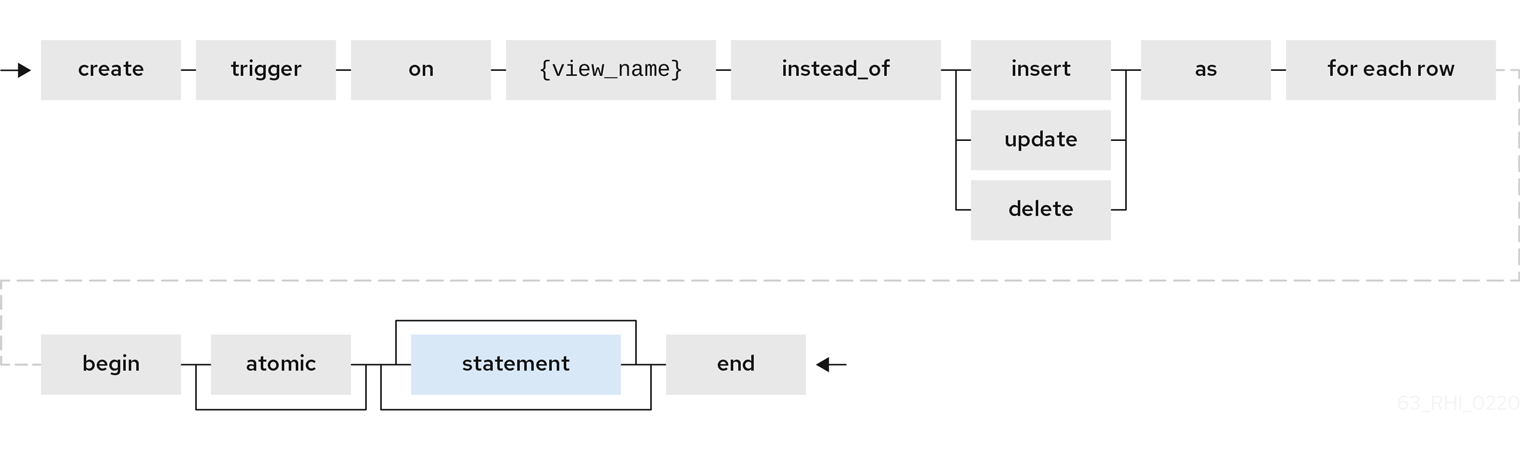 create trigger on {view_name} instead_of insert as for each row
update
delete
begin atomic statement end
63_RHI_0220